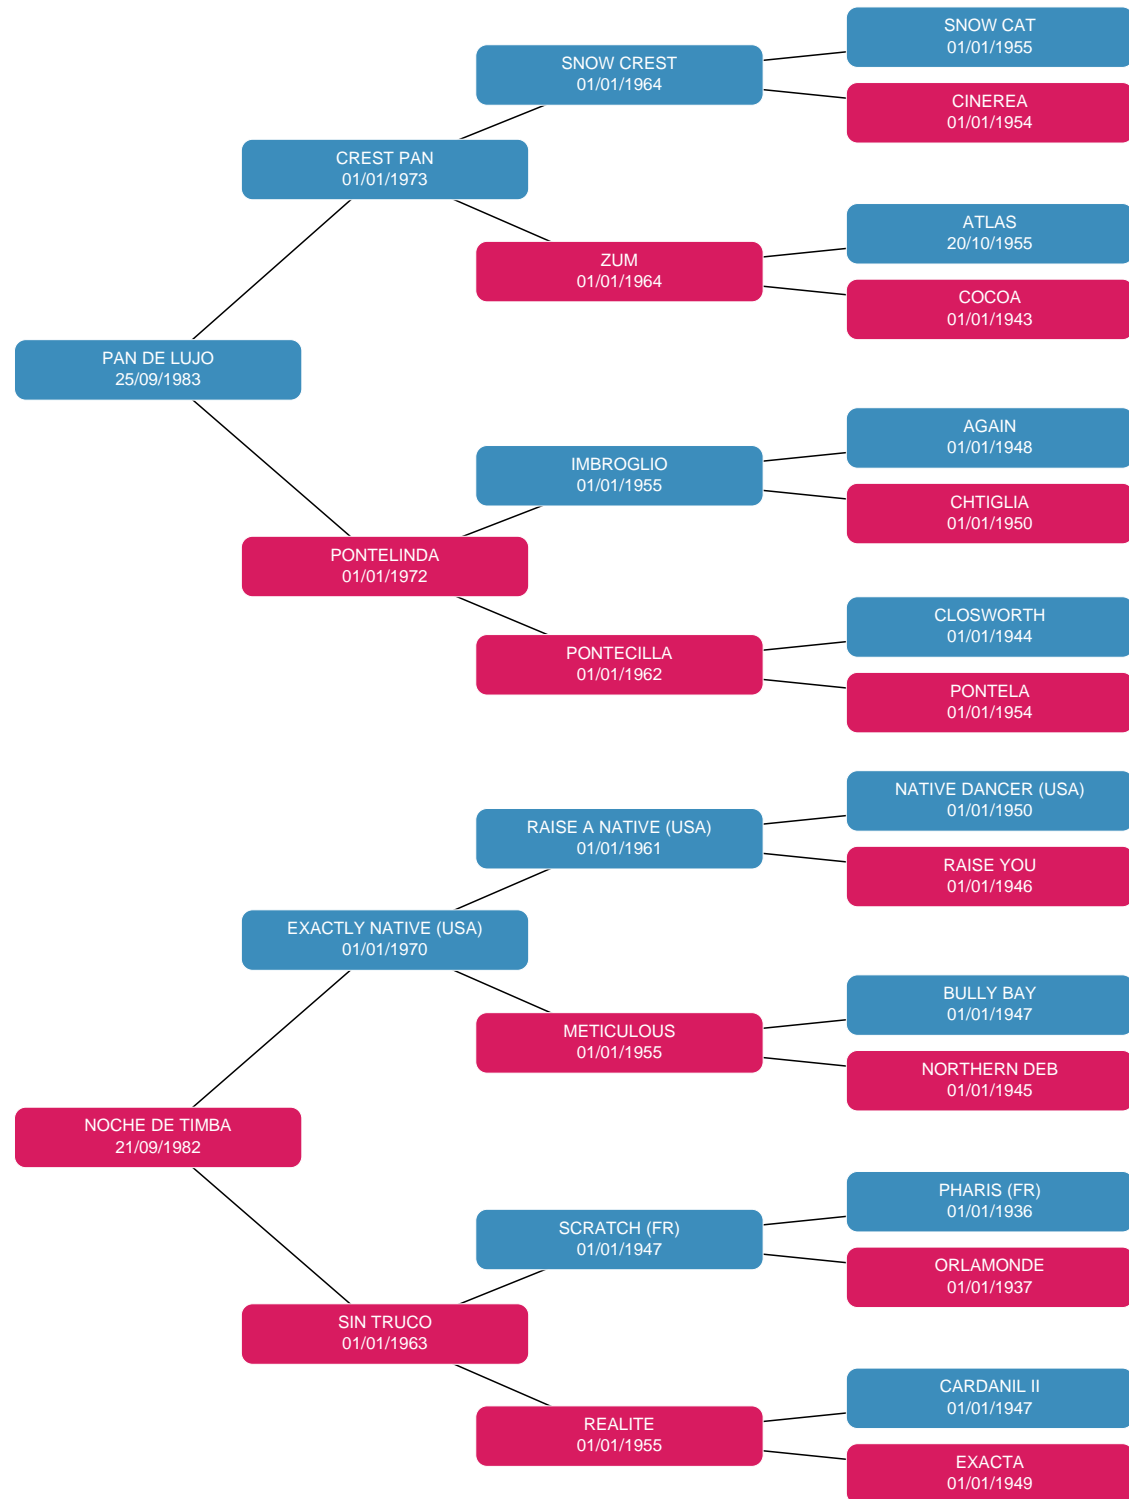 SNOW CAT
01/01/1955
SNOW CREST
01/01/1964
CINEREA
01/01/1954
CREST PAN
01/01/1973
ATLAS
20/10/1955
ZUM
01/01/1964
COCOA
01/01/1943
PAN DE LUJO
25/09/1983
AGAIN
01/01/1948
IMBROGLIO
01/01/1955
CHTIGLIA
01/01/1950
PONTELINDA
01/01/1972
CLOSWORTH
01/01/1944
PONTECILLA
01/01/1962
PONTELA
01/01/1954
NATIVE DANCER (USA)
01/01/1950
RAISE A NATIVE (USA)
01/01/1961
RAISE YOU
01/01/1946
EXACTLY NATIVE (USA)
01/01/1970
BULLY BAY
01/01/1947
METICULOUS
01/01/1955
NORTHERN DEB
01/01/1945
NOCHE DE TIMBA
21/09/1982
PHARIS (FR)
01/01/1936
SCRATCH (FR)
01/01/1947
ORLAMONDE
01/01/1937
SIN TRUCO
01/01/1963
CARDANIL II
01/01/1947
REALITE
01/01/1955
EXACTA
01/01/1949